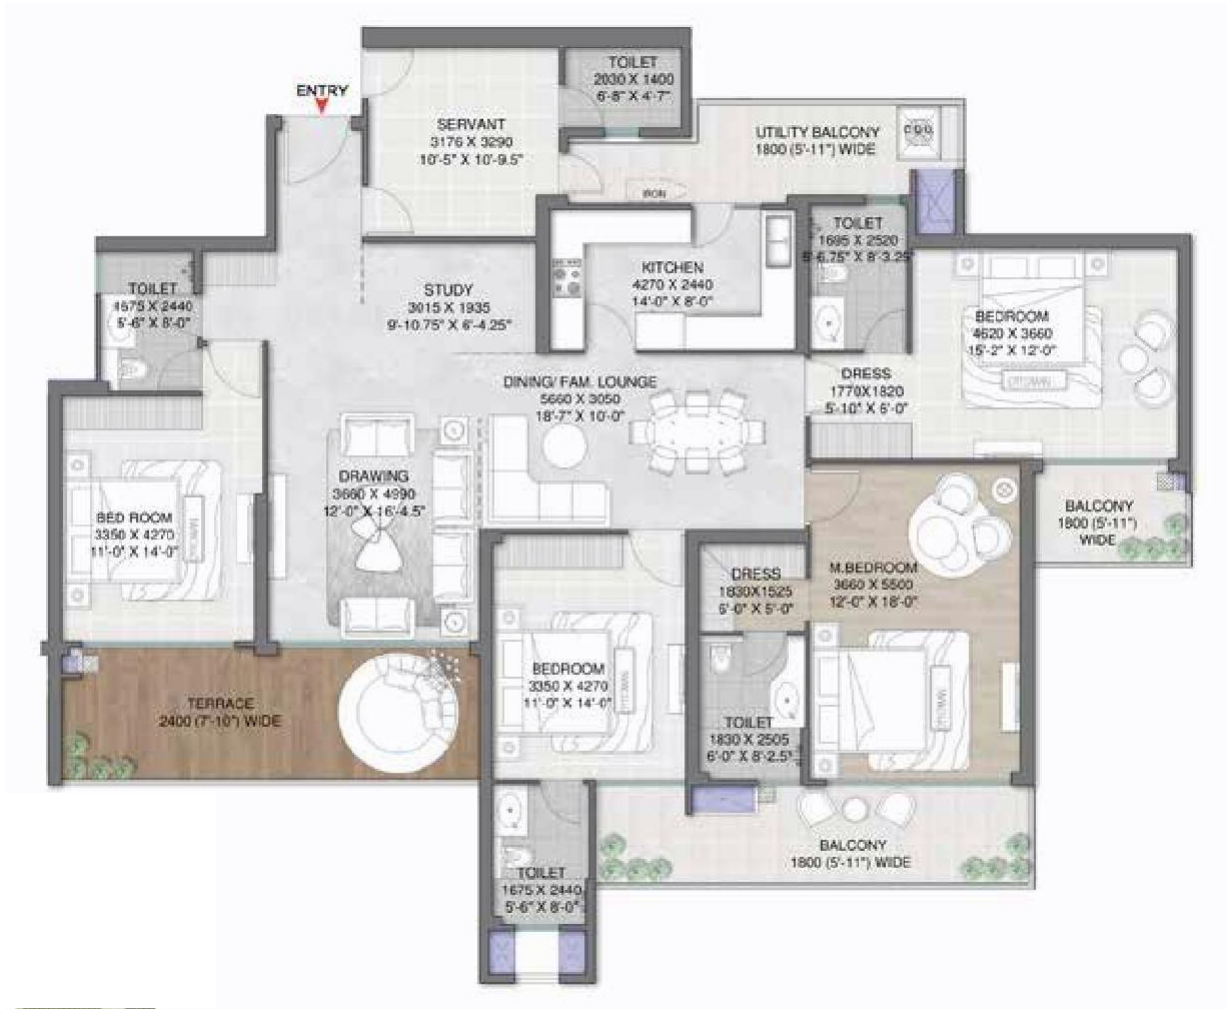 TOILET
2030 X 1400
6'-8" X 4'-7"
ENTRY
SERVANT
3176 X 3290
10'-5" X 10'-9.5"
UTILITY BALCONY
1800 (5'-11") WIDE
IRON
TOILET
1695 X 2520
5'-6.75" X 8'-3.25"
KITCHEN
4270 X 2440
14'-0" X 8'-0"
TOILET
1675 X 2440
5'-6" X 8'-0"
STUDY
3015 X 1935
9'-10.75" X 6'-4.25"
BEDROOM
4620 X 3660
15'-2" X 12'-0"
DRESS
1770X1820
5'-10" X 6'-0"
DINING/ FAM. LOUNGE
5660 X 3050
18'-7" X 10'-0"
DRAWING
3660 X 4990
12'-0" X 16'-4.5"
BED ROOM
3350 X 4270
11'-0" X 14'-0"
BALCONY
1800 (5'-11")
WIDE
DRESS
1830X1525
6'-0" X 5'-0"
M.BEDROOM
3660 X 5500
12'-0" X 18'-0"
BEDROOM
3350 X 4270
11'-0" X 14'-0"
TERRACE
2400 (7'-10") WIDE
TOILET
1830 X 2505
6'-0" X 8'-2.5"
BALCONY
1800 (5'-11") WIDE
TOILET
1675 X 2440
5'-6" X 8'-0"